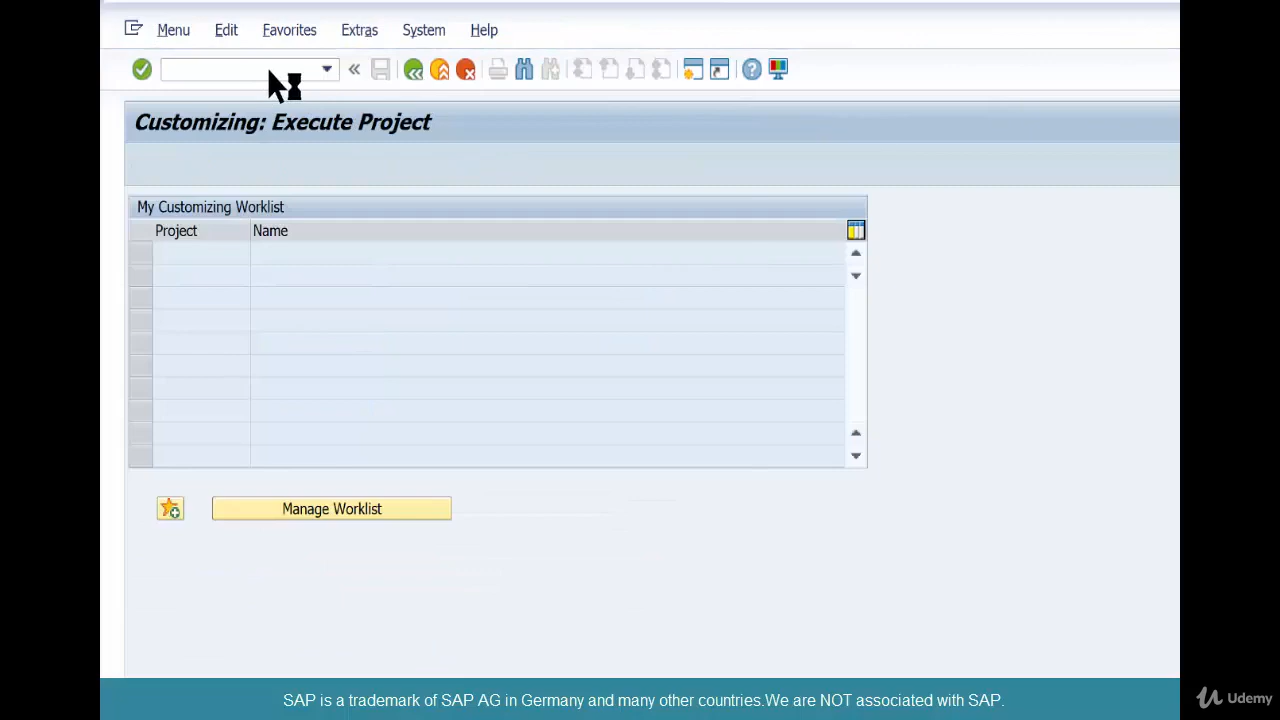 Menu Edit Favorites Extras System Help
Customizing: Execute Project
My Customizing Worklist
Project Name
Manage Worklist
SAP is a trademark of SAP AG in Germany and many other countries.We are NOT associated with SAP.
Udemy